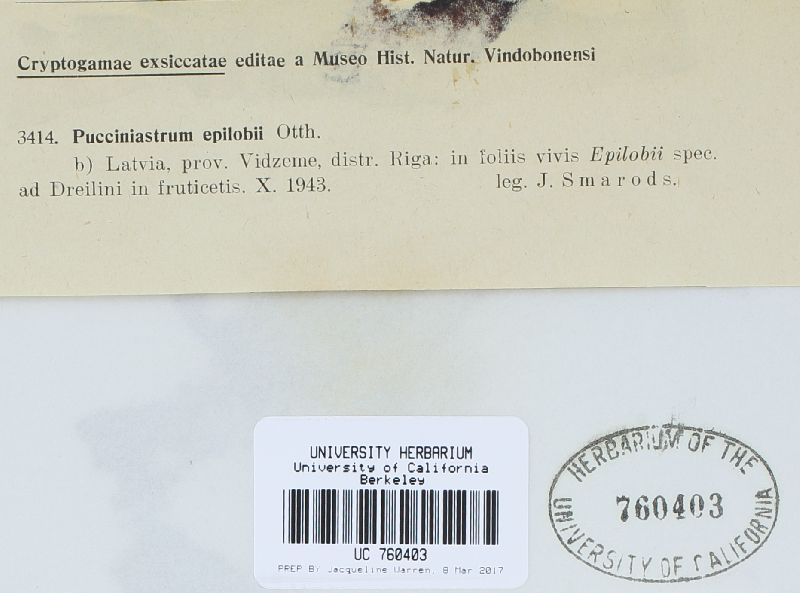 Cryptogamae exsiccatae editae a Museo Hist. Natur. Vindobonensi
3414. Pucciniastrum epilobii Otth.
b) Latvia, prov. Vidzeme, distr. Riga: in foliis vivis Epilobii spec.
ad Dreilini in fruticetis. X. 1943. leg. J. Smarods.
UNIVERSITY HERBARIUM
University of California
Berkeley
UC 760403
PREP BY Jacqueline Warren, 8 Mar 2017
HERBARIUM OF THE
760403
UNIVERSITY OF CALIFORNIA